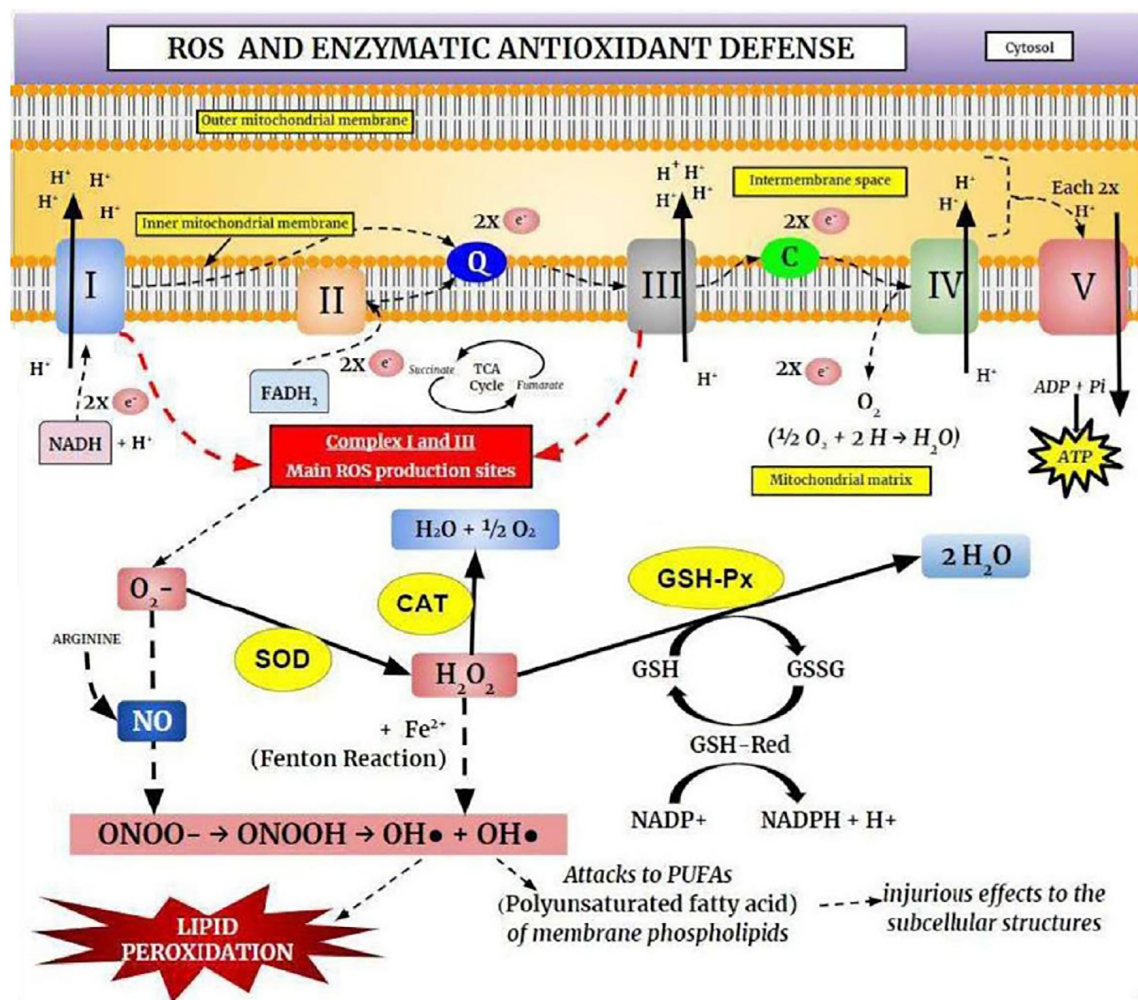 ROS AND ENZYMATIC ANTIOXIDANT DEFENSE
Cytosol
Outer mitochondrial membrane
H⁺ H⁺
H⁺ H⁺
H⁺
Inner mitochondrial membrane
2X e⁻
H⁺ H⁺
H⁺ H⁺
Intermembrane space
2X e⁻
H⁺
H⁺
Each 2x
H⁺
I
II
Q
III
C
IV
V
H⁺
2X e⁻
NADH + H⁺
FADH₂
2X e⁻
Succinate
TCA
Cycle
Fumarate
H⁺
2X e⁻
O₂
(½ O₂ + 2 H → H₂O)
H⁺
ADP + Pi
ATP
Mitochondrial matrix
Complex I and III
Main ROS production sites
H₂O + ½ O₂
2 H₂O
O₂−
CAT
GSH-Px
ARGININE
SOD
H₂O₂
GSH
GSSG
NO
+ Fe²⁺
(Fenton Reaction)
GSH-Red
NADP+
NADPH + H+
ONOO− → ONOOH → OH● + OH●
LIPID
PEROXIDATION
Attacks to PUFAs
(Polyunsaturated fatty acid)
of membrane phospholipids
injurious effects to the
subcellular structures